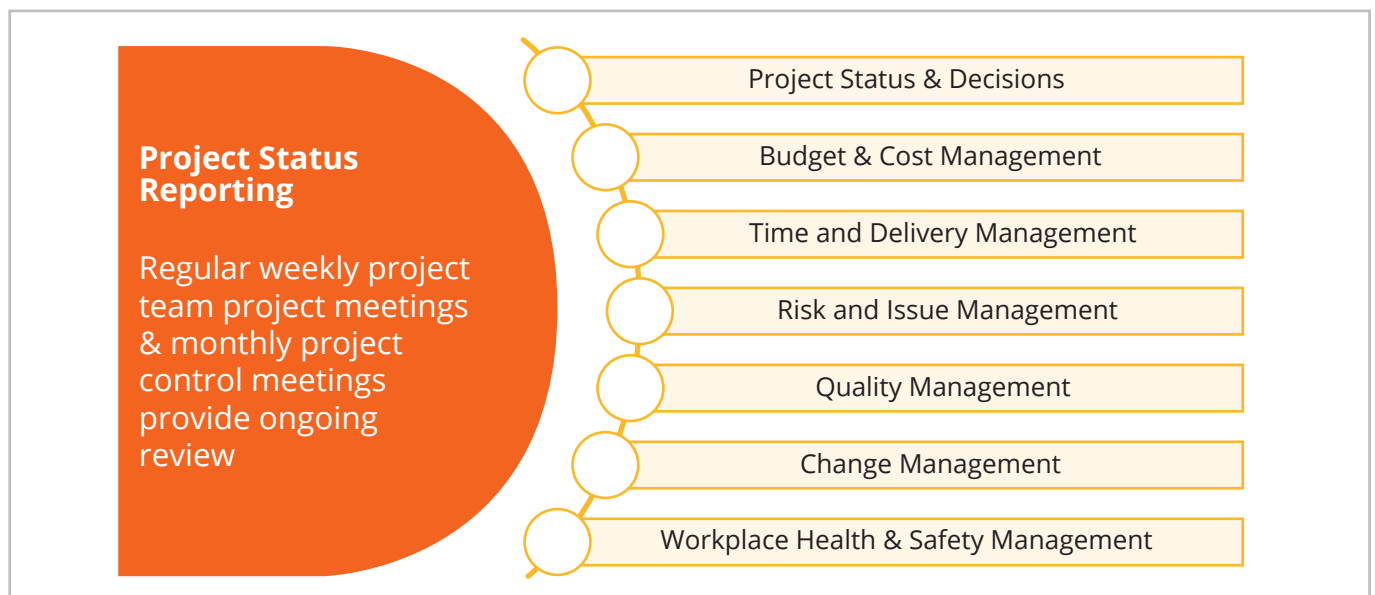 Project Status
Reporting
Regular weekly project
team project meetings
& monthly project
control meetings
provide ongoing
review
Project Status & Decisions
Budget & Cost Management
Time and Delivery Management
Risk and Issue Management
Quality Management
Change Management
Workplace Health & Safety Management